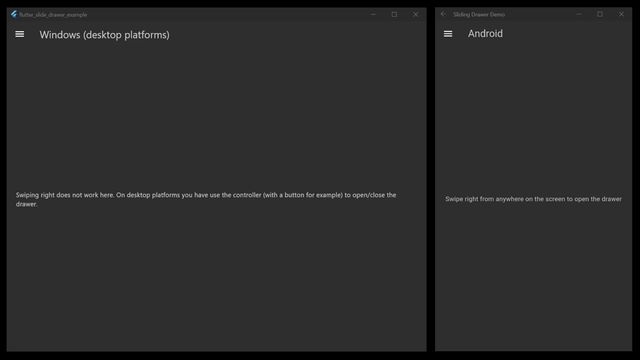 flutter_slide_drawer_example
Windows (desktop platforms)
Swiping right does not work here. On desktop platforms you have use the controller (with a button for example) to open/close the
drawer.
Sliding Drawer Demo
Android
Swipe right from anywhere on the screen to open the drawer